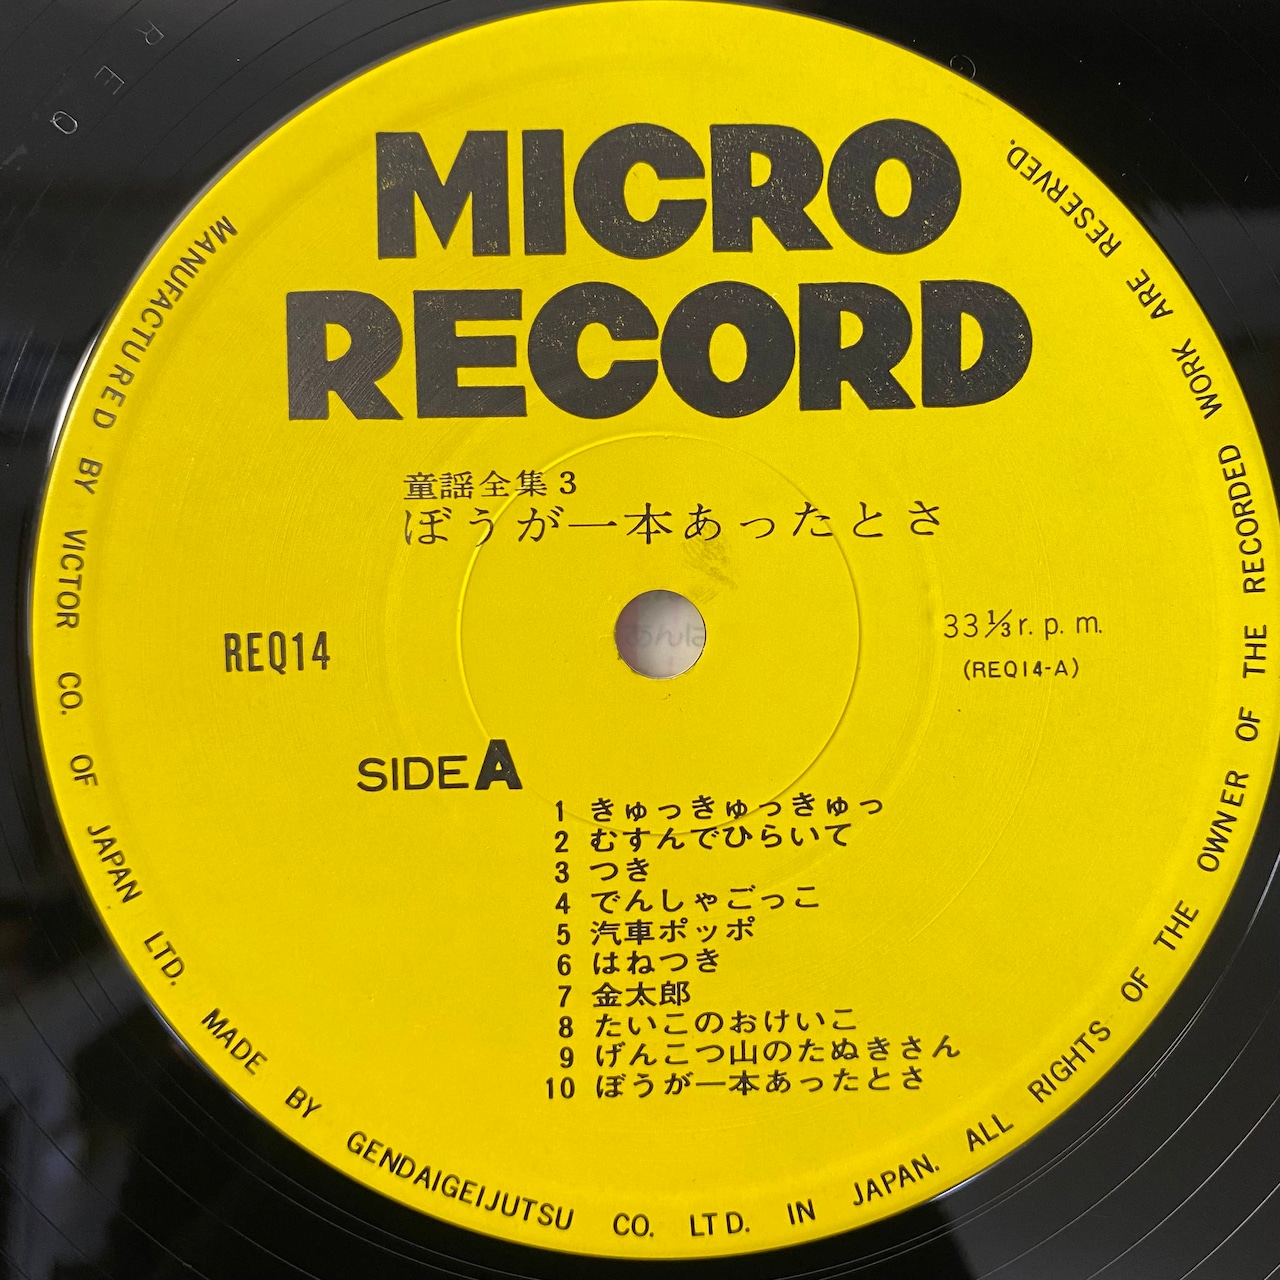 MICRO
RECORD
童謡全集3
ぼうが一本あったとさ
REQ14
33⅓ r. p. m.
(REQ14-A)
SIDE A
1 きゅっきゅっきゅっ
2 むすんでひらいて
3 つき
4 でんしゃごっこ
5 汽車ポッポ
6 はねつき
7 金太郎
8 たいこのおけいこ
9 げんこつ山のたぬきさん
10 ぼうが一本あったとさ
MANUFACTURED BY VICTOR CO. OF JAPAN LTD. MADE BY GENDAIGEIJUTSU CO. LTD. IN JAPAN. ALL RIGHTS OF THE OWNER OF THE RECORDED WORK ARE RESERVED.
REQ